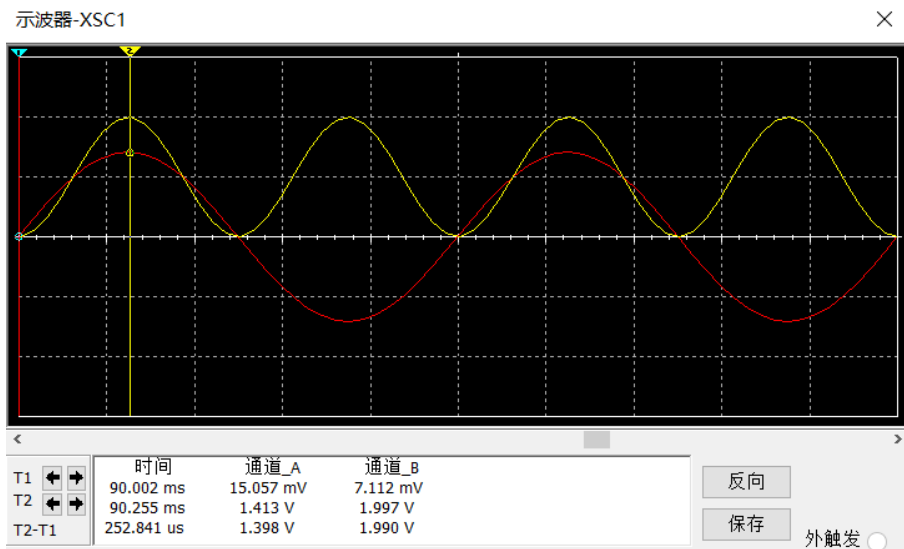 示波器-XSC1
1
2
时间 通道_A 通道_B
T1 90.002 ms 15.057 mV 7.112 mV
T2 90.255 ms 1.413 V 1.997 V
T2-T1 252.841 us 1.398 V 1.990 V
反向
保存
外触发